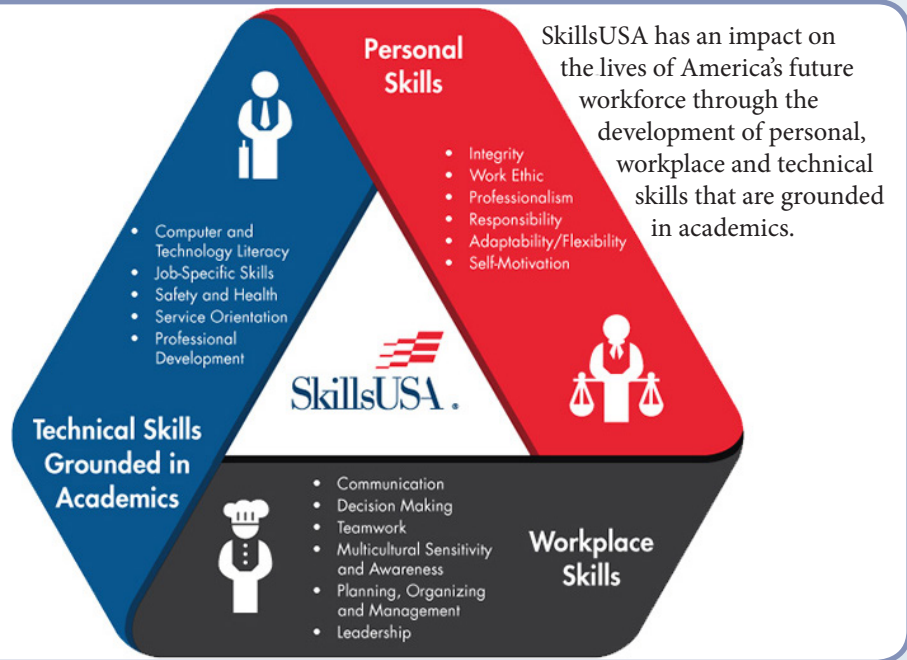 SkillsUSA has an impact on
the lives of America’s future
workforce through the
development of personal,
workplace and technical
skills that are grounded
in academics.
Personal
Skills
• Integrity
• Work Ethic
• Professionalism
• Responsibility
• Adaptability/Flexibility
• Self-Motivation
• Computer and
Technology Literacy
• Job-Specific Skills
• Safety and Health
• Service Orientation
• Professional
Development
Technical Skills
Grounded in
Academics
SkillsUSA.
• Communication
• Decision Making
• Teamwork
• Multicultural Sensitivity
and Awareness
• Planning, Organizing
and Management
• Leadership
Workplace
Skills